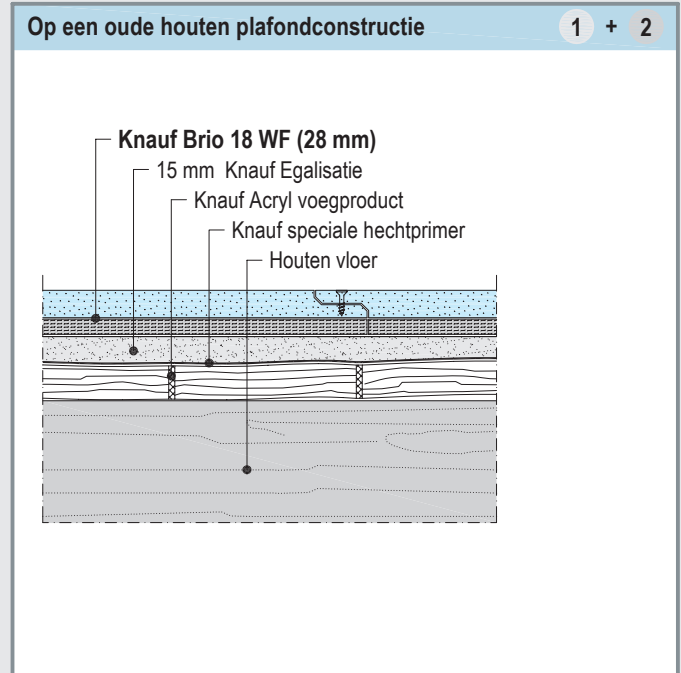 Op een oude houten plafondconstructie 1 + 2
Knauf Brio 18 WF (28 mm)
15 mm Knauf Egalisatie
Knauf Acryl voegproduct
Knauf speciale hechtprimer
Houten vloer